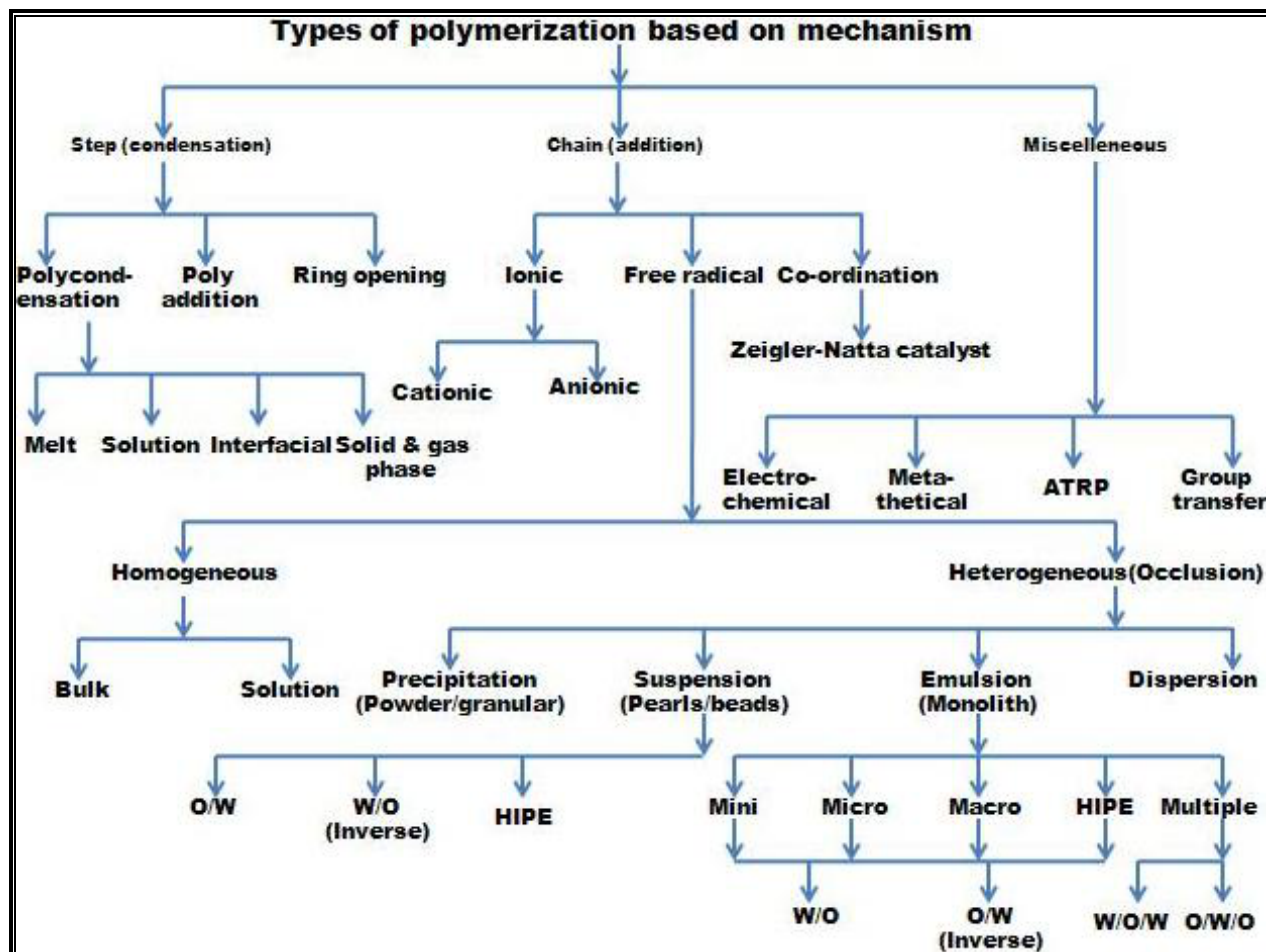 Types of polymerization based on mechanism
Step (condensation)
Chain (addition)
Miscelleneous
Polycond-
ensation
Poly
addition
Ring opening
Ionic
Free radical
Co-ordination
Zeigler-Natta catalyst
Cationic
Anionic
Melt
Solution
Interfacial
Solid & gas
phase
Electro-
chemical
Meta-
thetical
ATRP
Group
transfer
Homogeneous
Heterogeneous(Occlusion)
Bulk
Solution
Precipitation
(Powder/granular)
Suspension
(Pearls/beads)
Emulsion
(Monolith)
Dispersion
O/W
W/O
(Inverse)
HIPE
Mini
Micro
Macro
HIPE
Multiple
W/O
O/W
(Inverse)
W/O/W
O/W/O